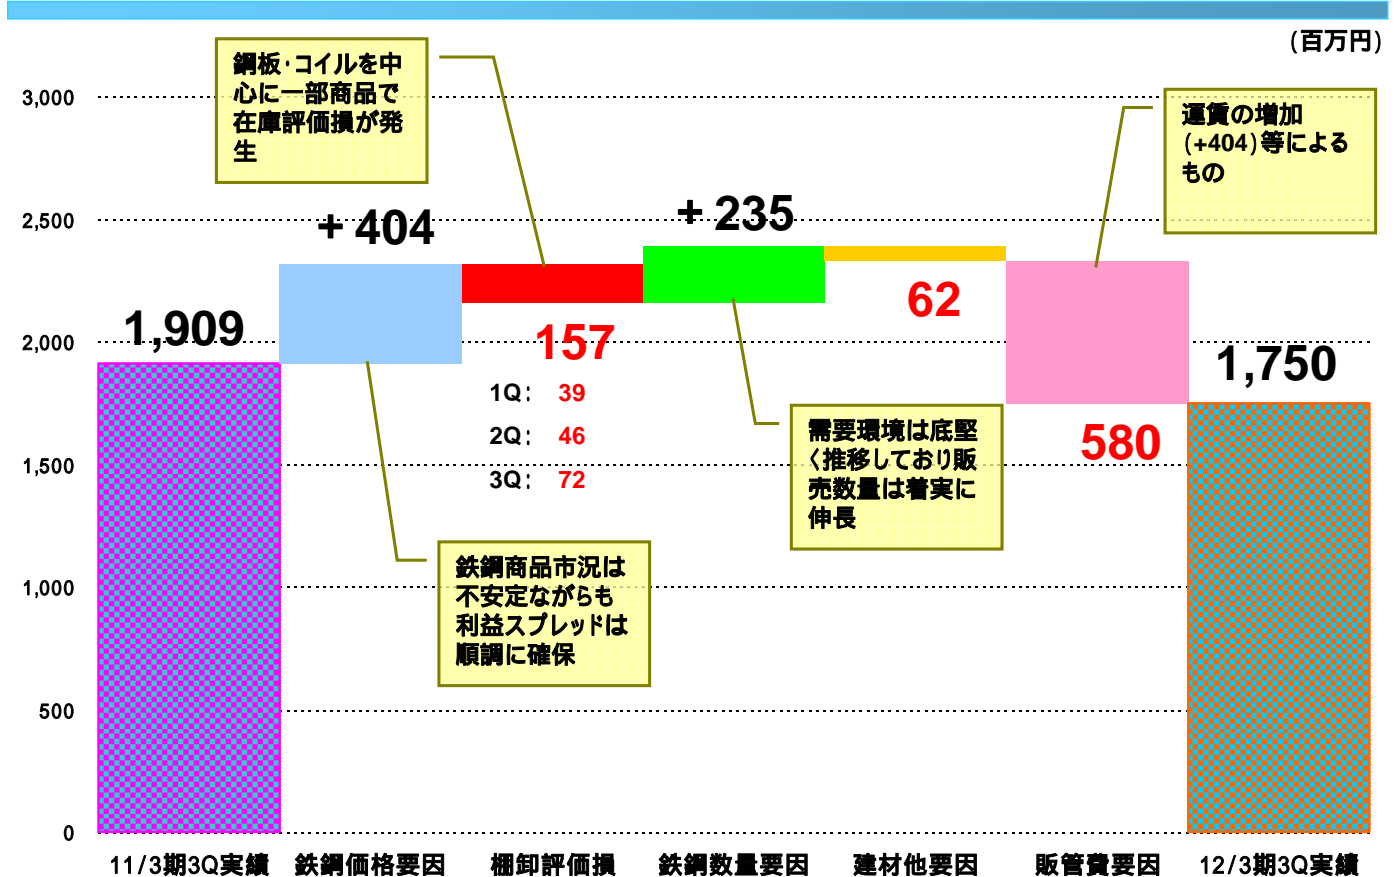 (百万円)
鋼板・コイルを中
心に一部商品で
在庫評価損が発
生
運賃の増加
(+404)等による
もの
3,000
2,500
2,000
1,500
1,000
500
0
1,909
+404
157
1Q: 39
2Q: 46
3Q: 72
+235
62
580
1,750
需要環境は底堅
く推移しており販
売数量は着実に
伸長
鉄鋼商品市況は
不安定ながらも
利益スプレッドは
順調に確保
11/3期3Q実績
鉄鋼価格要因
棚卸評価損
鉄鋼数量要因
建材他要因
販管費要因
12/3期3Q実績